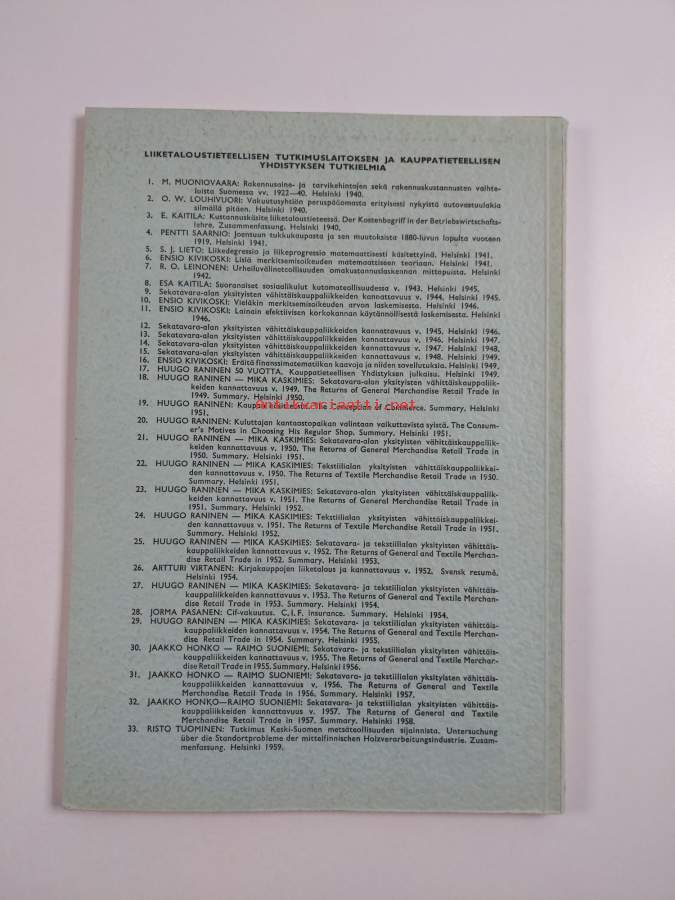 LIIKETALOUSTIETEELLISEN TUTKIMUSLAITOKSEN JA KAUPPATIETEELLISEN
YHDISTYKSEN TUTKIELMIA
1. M. MUONIOVAARA: Rakennusaine- ja tarvikehintojen sekä rakennuskustannusten vaihte-
luista Suomessa vv. 1922—40. Helsinki 1940.
2. O. W. LOUHIVUORI: Vakuutusyhtiön peruspääomasta erityisesti nykyistä autovastuulakia
silmällä pitäen. Helsinki 1940.
3. E. KAITILA: Kustannuskäsite liiketaloustieteessä. Der Kostenbegriff in der Betriebswirtschafts-
lehre. Zusammenfassung. Helsinki 1940.
4. PENTTI SAARNIO: Joensuun tukkukaupasta ja sen muutoksista 1880-luvun lopulta vuoteen
1919. Helsinki 1941.
5. S. J. LIETO: Liikedegressio ja liikeprogressio matemaattisesti käsitettyinä. Helsinki 1941.
6. ENSIO KIVIKOSKI: Lisiä merkitsemisoikeuden matemaattiseen teoriaan. Helsinki 1941.
7. R. O. LEINONEN: Urheiluvälineteollisuuden omakustannuslaskennan mittapuista. Helsinki
1942.
8. ESA KAITILA: Suoranaiset sosiaalikulut kutomateollisuudessa v. 1943. Helsinki 1945.
9. Sekatavara-alan yksityisten vähittäiskauppaliikkeiden kannattavuus v. 1944. Helsinki 1945.
10. ENSIO KIVIKOSKI: Vieläkin merkitsemisoikeuden arvon laskemisesta. Helsinki 1946.
11. ENSIO KIVIKOSKI: Lainain efektiivisen korkokannan käytännöllisestä laskemisesta. Helsinki
1946.
12. Sekatavara-alan yksityisten vähittäiskauppaliikkeiden kannattavuus v. 1945. Helsinki 1946.
13. Sekatavara-alan yksityisten vähittäiskauppaliikkeiden kannattavuus v. 1946. Helsinki 1947.
14. Sekatavara-alan yksityisten vähittäiskauppaliikkeiden kannattavuus v. 1947. Helsinki 1948.
15. Sekatavara-alan yksityisten vähittäiskauppaliikkeiden kannattavuus v. 1948. Helsinki 1949.
16. ENSIO KIVIKOSKI: Eräitä finanssimatematiikan kaavoja ja niiden sovellutuksia. Helsinki 1949.
17. HUUGO RANINEN 50 VUOTTA. Kauppatieteellisen Yhdistyksen julkaisu. Helsinki 1949.
18. HUUGO RANINEN — MIKA KASKIMIES: Sekatavara-alan yksityisten vähittäiskauppaliik-
keiden kannattavuus v. 1949. The Returns of General Merchandise Retail Trade in
1949. Summary. Helsinki 1950.
antikvariaatti.net
19. HUUGO RANINEN: The Conception of Commerce. Summary. Helsinki
1951.
20. HUUGO RANINEN: Kuluttajan kantaostopaikan valintaan vaikuttavista syistä. The Consum-
er's Motives in Choosing His Regular Shop. Summary. Helsinki 1951.
21. HUUGO RANINEN — MIKA KASKIMIES: Sekatavara-alan yksityisten vähittäiskauppaliik-
keiden kannattavuus v. 1950. The Returns of General Merchandise Retail Trade in
1950. Summary. Helsinki 1951.
22. HUUGO RANINEN — MIKA KASKIMIES: Tekstiilialan yksityisten vähittäiskauppaliikkei-
den kannattavuus v. 1950. The Returns of Textile Merchandise Retail Trade in 1950.
Summary. Helsinki 1951.
23. HUUGO RANINEN — MIKA KASKIMIES: Sekatavara-alan yksityisten vähittäiskauppaliik-
keiden kannattavuus v. 1951. The Returns of General Merchandise Retail Trade in
1951. Summary. Helsinki 1952.
24. HUUGO RANINEN — MIKA KASKIMIES: Tekstiilialan yksityisten vähittäiskauppaliikkei-
den kannattavuus v. 1951. The Returns of Textile Merchandise Retail Trade in 1951.
Summary. Helsinki 1952.
25. HUUGO RANINEN — MIKA KASKIMIES: Sekatavara- ja tekstiilialan yksityisten vähittäis-
kauppaliikkeiden kannattavuus v. 1952. The Returns of General and Textile Merchan-
dise Retail Trade in 1952. Summary. Helsinki 1953.
26. ARTTURI VIRTANEN: Kirjakauppojen liiketalous ja kannattavuus v. 1952. Svensk resumé.
Helsinki 1954.
27. HUUGO RANINEN — MIKA KASKIMIES: Sekatavara- ja tekstiilialan yksityisten vähittäis-
kauppaliikkeiden kannattavuus v. 1953. The Returns of General and Textile Merchan-
dise Retail Trade in 1953. Summary. Helsinki 1954.
28. JORMA PASANEN: Cif-vakuutus. C. I. F. Insurance. Summary. Helsinki 1954.
29. HUUGO RANINEN — MIKA KASKIMIES: Sekatavara- ja tekstiilialan yksityisten vähittäis-
kauppaliikkeiden kannattavuus v. 1954. The Returns of General and Textile Merchan-
dise Retail Trade in 1954. Summary. Helsinki 1955.
30. JAAKKO HONKO — RAIMO SUONIEMI: Sekatavara- ja tekstiilialan yksityisten vähittäis-
kauppaliikkeiden kannattavuus v. 1955. The Returns of General and Textile Merchan-
dise Retail Trade in 1955. Summary. Helsinki 1956.
31. JAAKKO HONKO — RAIMO SUONIEMI: Sekatavara- ja tekstiilialan yksityisten vähittäis-
kauppaliikkeiden kannattavuus v. 1956. The Returns of General and Textile
Merchandise Retail Trade in 1956. Summary. Helsinki 1957.
32. JAAKKO HONKO—RAIMO SUONIEMI: Sekatavara- ja tekstiilialan yksityisten vähittäis-
kauppaliikkeiden kannattavuus v. 1957. The Returns of General and Textile
Merchandise Retail Trade in 1957. Summary. Helsinki 1958.
33. RISTO TUOMINEN: Tutkimus Keski-Suomen metsäteollisuuden sijainnista. Untersuchung
über die Standortprobleme der mittelfinnischen Holzverarbeitungsindustrie. Zusam-
menfassung. Helsinki 1959.